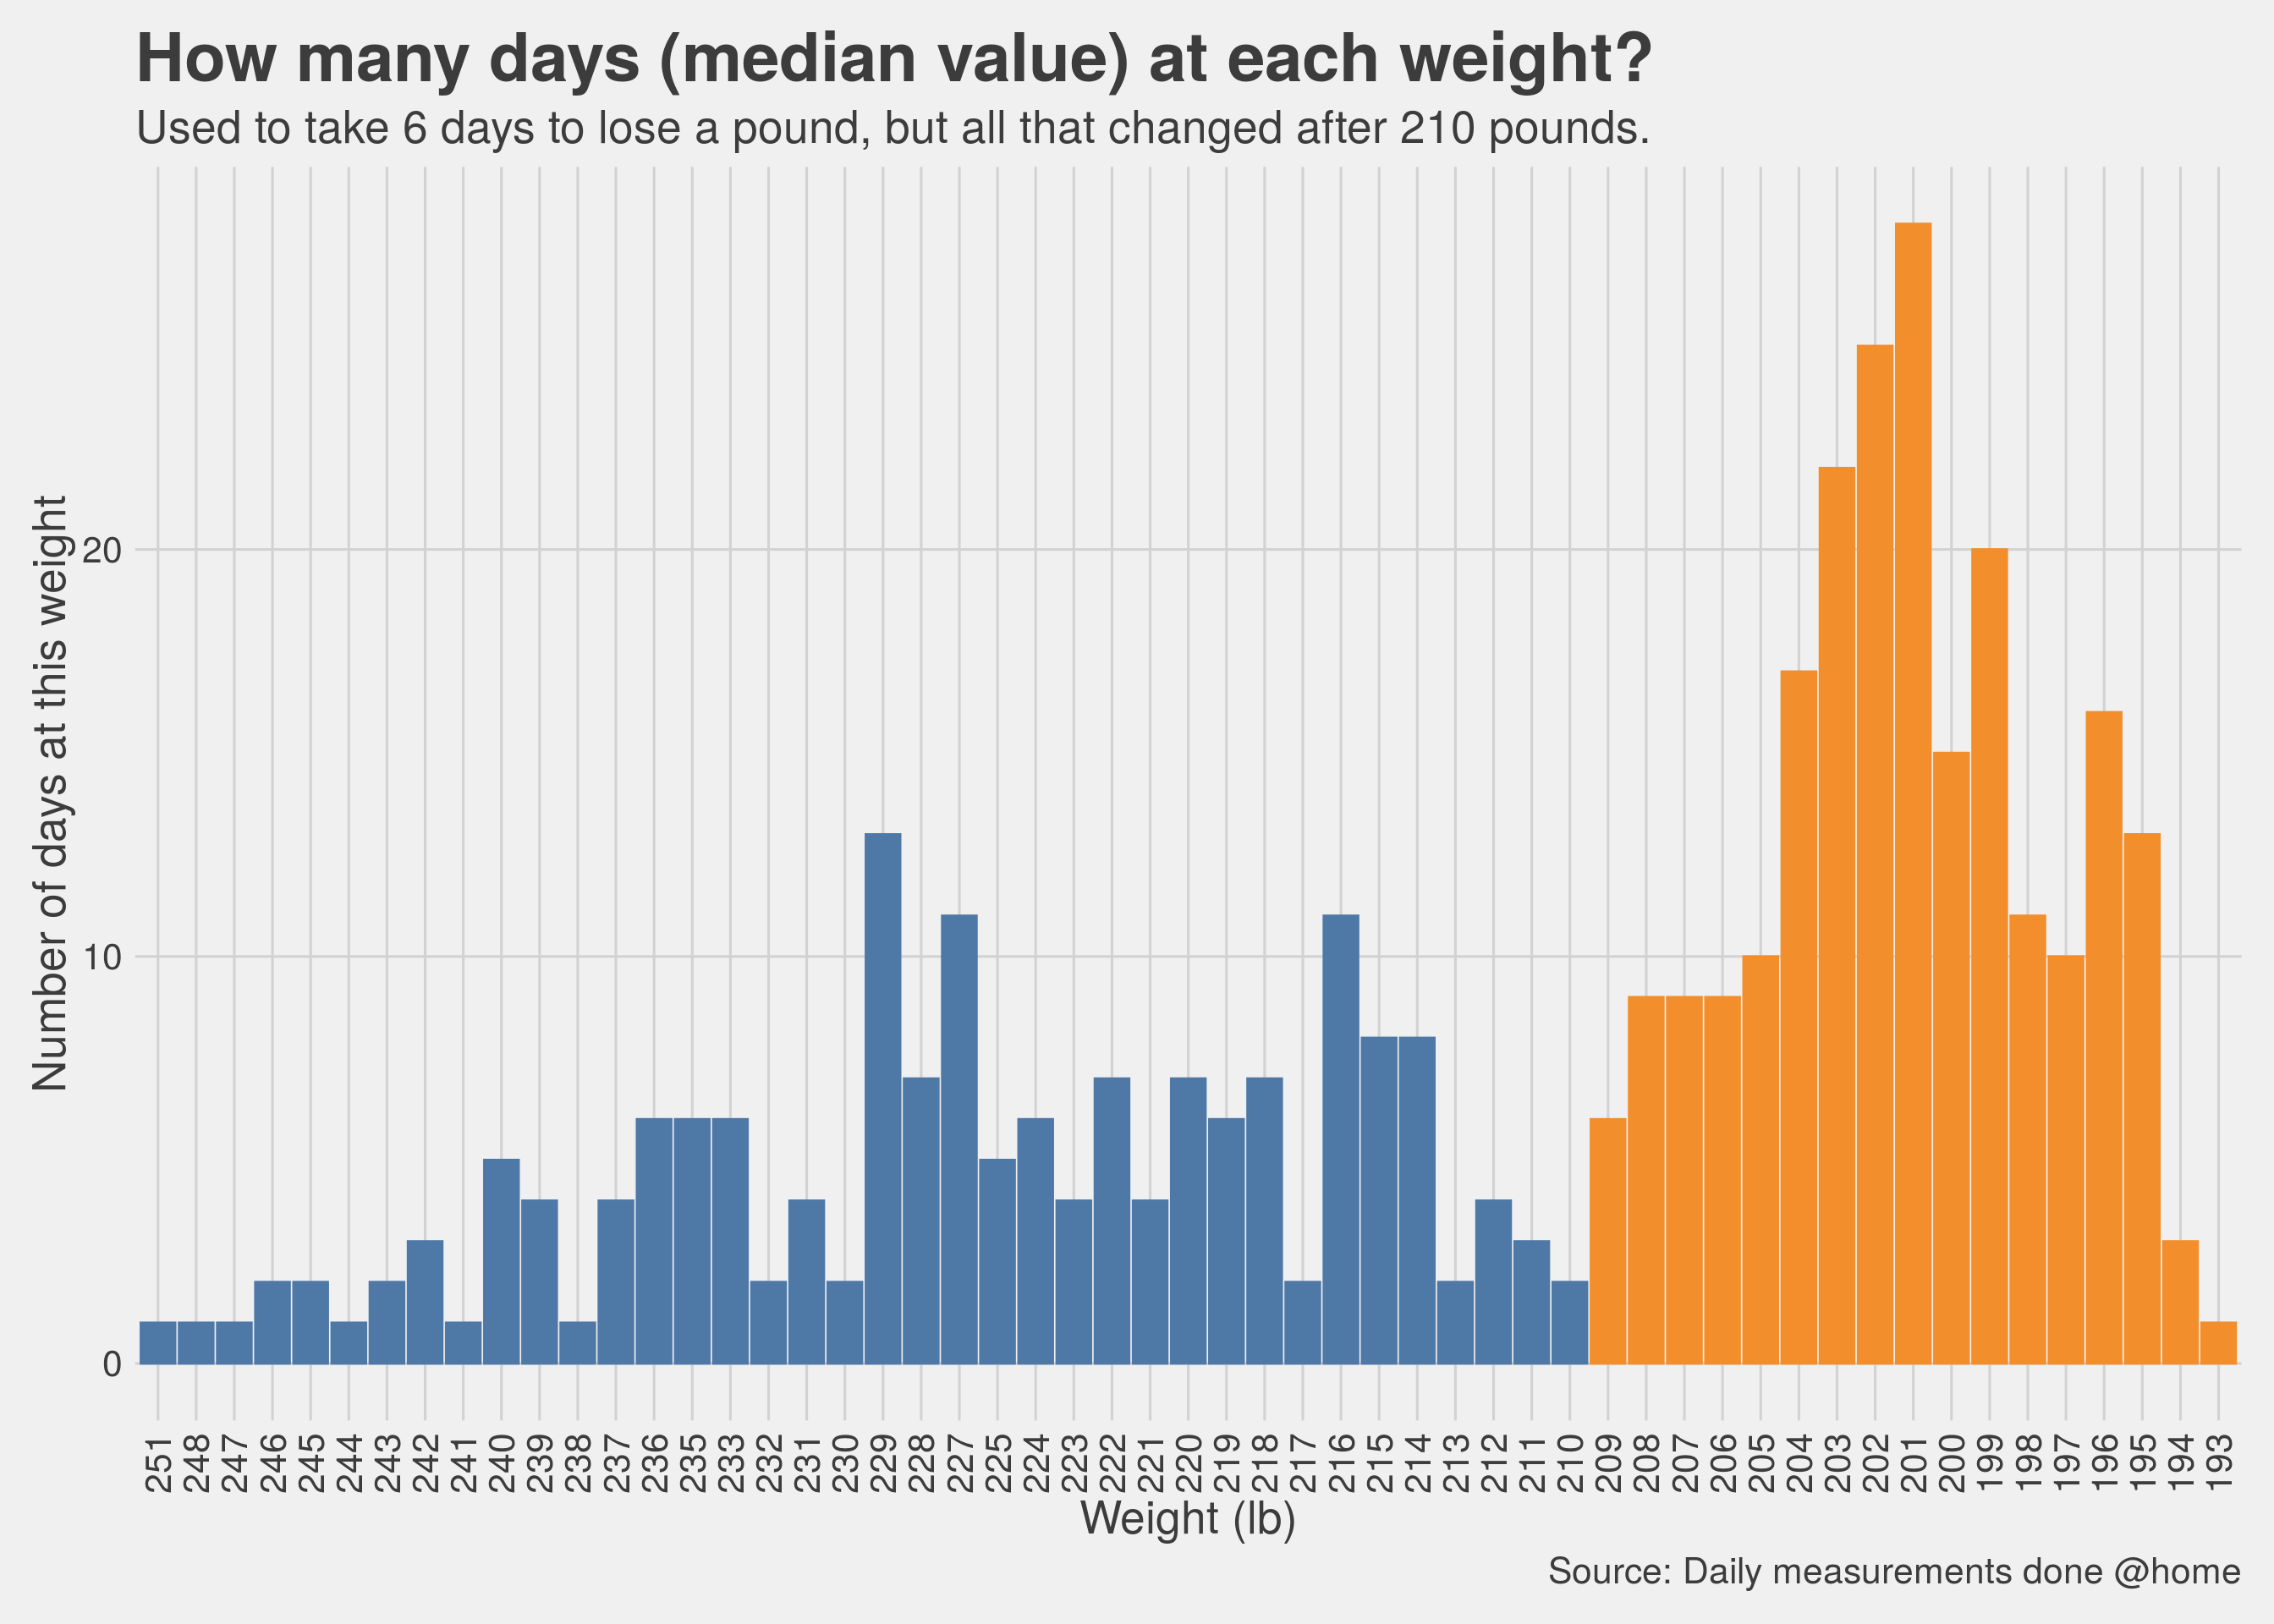 How many days (median value) at each weight?
Used to take 6 days to lose a pound, but all that changed after 210 pounds.
Number of days at this weight
20
10
0
251 248 247 246 245 244 243 242 241 240 239 238 237 236 235 233 232 231 230 229 228 227 225 224 223 222 221 220 219 218 217 216 215 214 213 212 211 210 209 208 207 206 205 204 203 202 201 200 199 198 197 196 195 194 193
Weight (lb)
Source: Daily measurements done @home